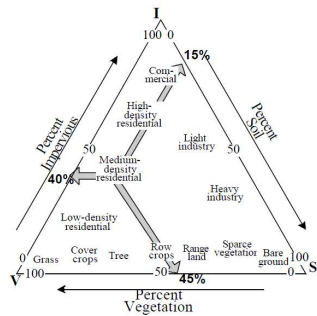 I
100 0
15%
Com-
mercial
High-
density
residential
Percent
Impervious
Percent
Soil
Light
industry
50
50
Medium-
density
residential
40%
Heavy
industry
Low-density
residential
0
Grass
Cover
crops
Tree
Row
crops
Range
land
Sparce
vegetation
Bare
ground
100
V
100
50
45%
0
S
Percent
Vegetation